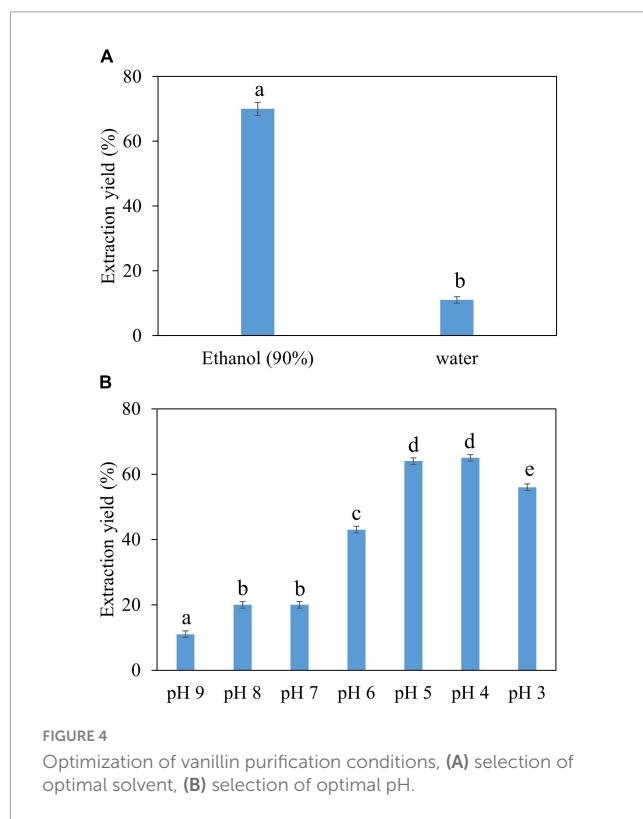 A
80
60
40
20
0
Extraction yield (%)
a
b
Ethanol (90%)
water
B
80
60
40
20
0
Extraction yield (%)
a
b
b
c
d
d
e
pH 9
pH 8
pH 7
pH 6
pH 5
pH 4
pH 3
FIGURE 4
Optimization of vanillin purification conditions, (A) selection of
optimal solvent, (B) selection of optimal pH.